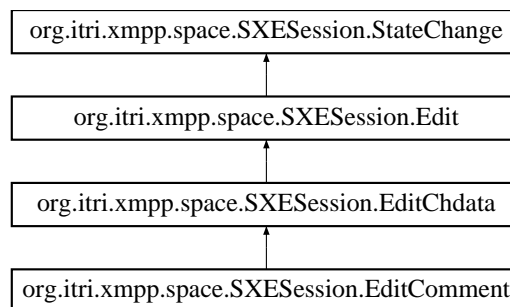 org.itri.xmpp.space.SXESession.StateChange
org.itri.xmpp.space.SXESession.Edit
org.itri.xmpp.space.SXESession.EditChdata
org.itri.xmpp.space.SXESession.EditComment